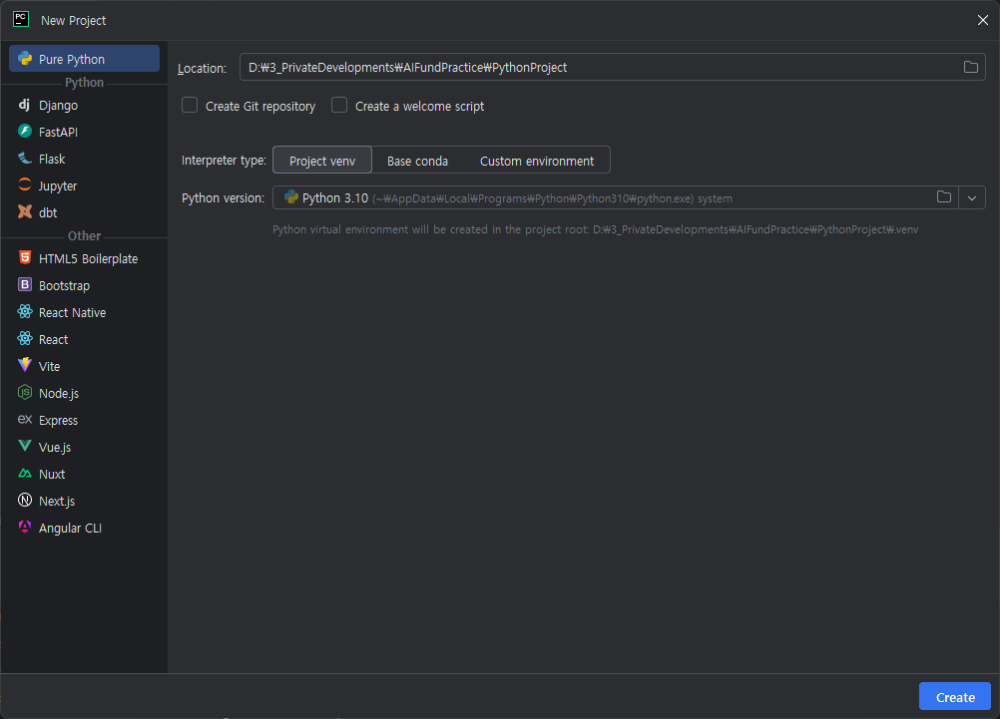 New Project
Pure Python
Python
Django
FastAPI
Flask
Jupyter
dbt
Other
HTML5 Boilerplate
Bootstrap
React Native
React
Vite
Node.js
Express
Vue.js
Nuxt
Next.js
Angular CLI
Location: D:₩3_PrivateDevelopments₩AIFundPractice₩PythonProject
Create Git repository Create a welcome script
Interpreter type: Project venv Base conda Custom environment
Python version: Python 3.10 (~₩AppData₩Local₩Programs₩Python₩Python310₩python.exe) system
Python virtual environment will be created in the project root: D:₩3_PrivateDevelopments₩AIFundPractice₩PythonProject₩.venv
Create